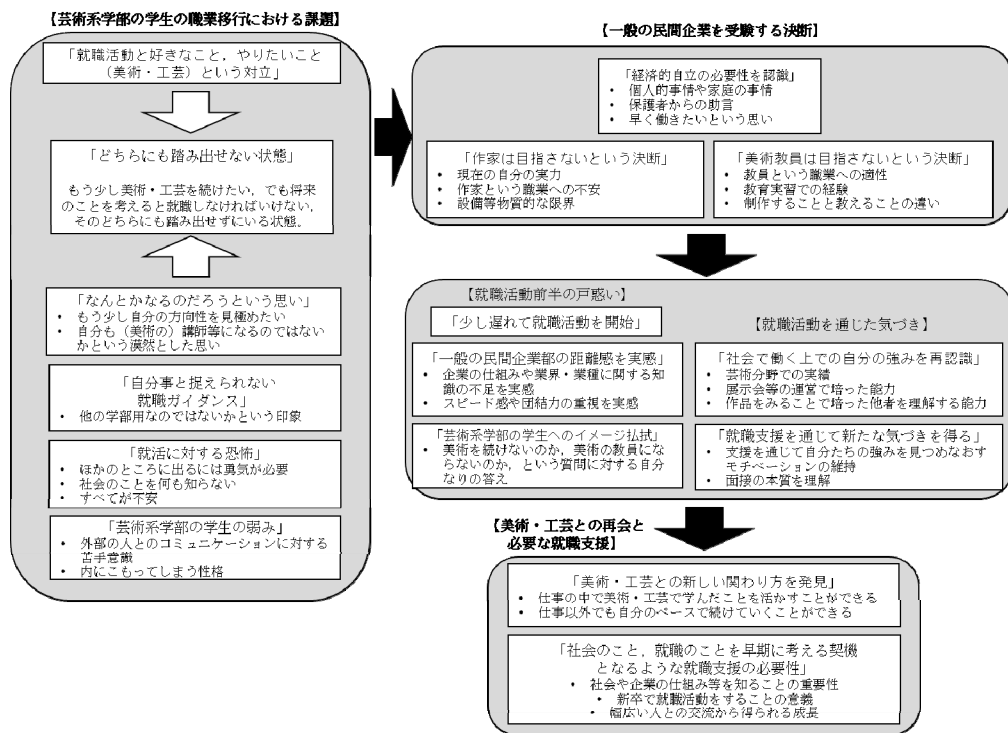 【芸術系学部の学生の職業移行における課題】
「就職活動と好きなこと，やりたいこと
（美術・工芸）という対立」
「どちらにも踏み出せない状態」
もう少し美術・工芸を続けたい，でも将来
のことを考えると就職しなければいけない，
そのどちらにも踏み出せずにいる状態。
「なんとかなるのだろうという思い」
• もう少し自分の方向性を見極めたい
• 自分も（美術の）講師等になるのではない
かという漠然とした思い
「自分事と捉えられない
就職ガイダンス」
• 他の学部用なのではないかという印象
「就活に対する恐怖」
• ほかのところに出るには勇気が必要
• 社会のことを何も知らない
• すべてが不安
「芸術系学部の学生の弱み」
• 外部の人とのコミュニケーションに対する
苦手意識
• 内にこもってしまう性格
【一般の民間企業を受験する決断】
「経済的自立の必要性を認識」
• 個人的事情や家庭の事情
• 保護者からの助言
• 早く働きたいという思い
「作家は目指さないという決断」
• 現在の自分の実力
• 作家という職業への不安
• 設備等物質的な限界
「美術教員は目指さないという決断」
• 教員という職業への適性
• 教育実習での経験
• 制作することと教えることの違い
【就職活動前半の戸惑い】
「少し遅れて就職活動を開始」
「一般の民間企業部の距離感を実感」
• 企業の仕組みや業界・業種に関する知
識の不足を実感
• スピード感や団結力の重視を実感
「芸術系学部の学生へのイメージ払拭」
• 美術を続けないのか，美術の教員にな
らないのか，という質問に対する自分
なりの答え
【就職活動を通じた気づき】
「社会で働く上での自分の強みを再認識」
• 芸術分野での実績
• 展示会等の運営で培った能力
• 作品をみることで培った他者を理解する能力
「就職支援を通じて新たな気づきを得る」
• 支援を通じて自分たちの強みを見つめなおす
モチベーションの維持
• 面接の本質を理解
【美術・工芸との再会と
必要な就職支援】
「美術・工芸との新しい関わり方を発見」
• 仕事の中で美術・工芸で学んだことを活かすことができる
• 仕事以外でも自分のペースで続けていくことができる
「社会のこと，就職のことを早期に考える契機
となるような就職支援の必要性」
• 社会や企業の仕組み等を知ることの重要性
• 新卒で就職活動をすることの意義
• 幅広い人との交流から得られる成長